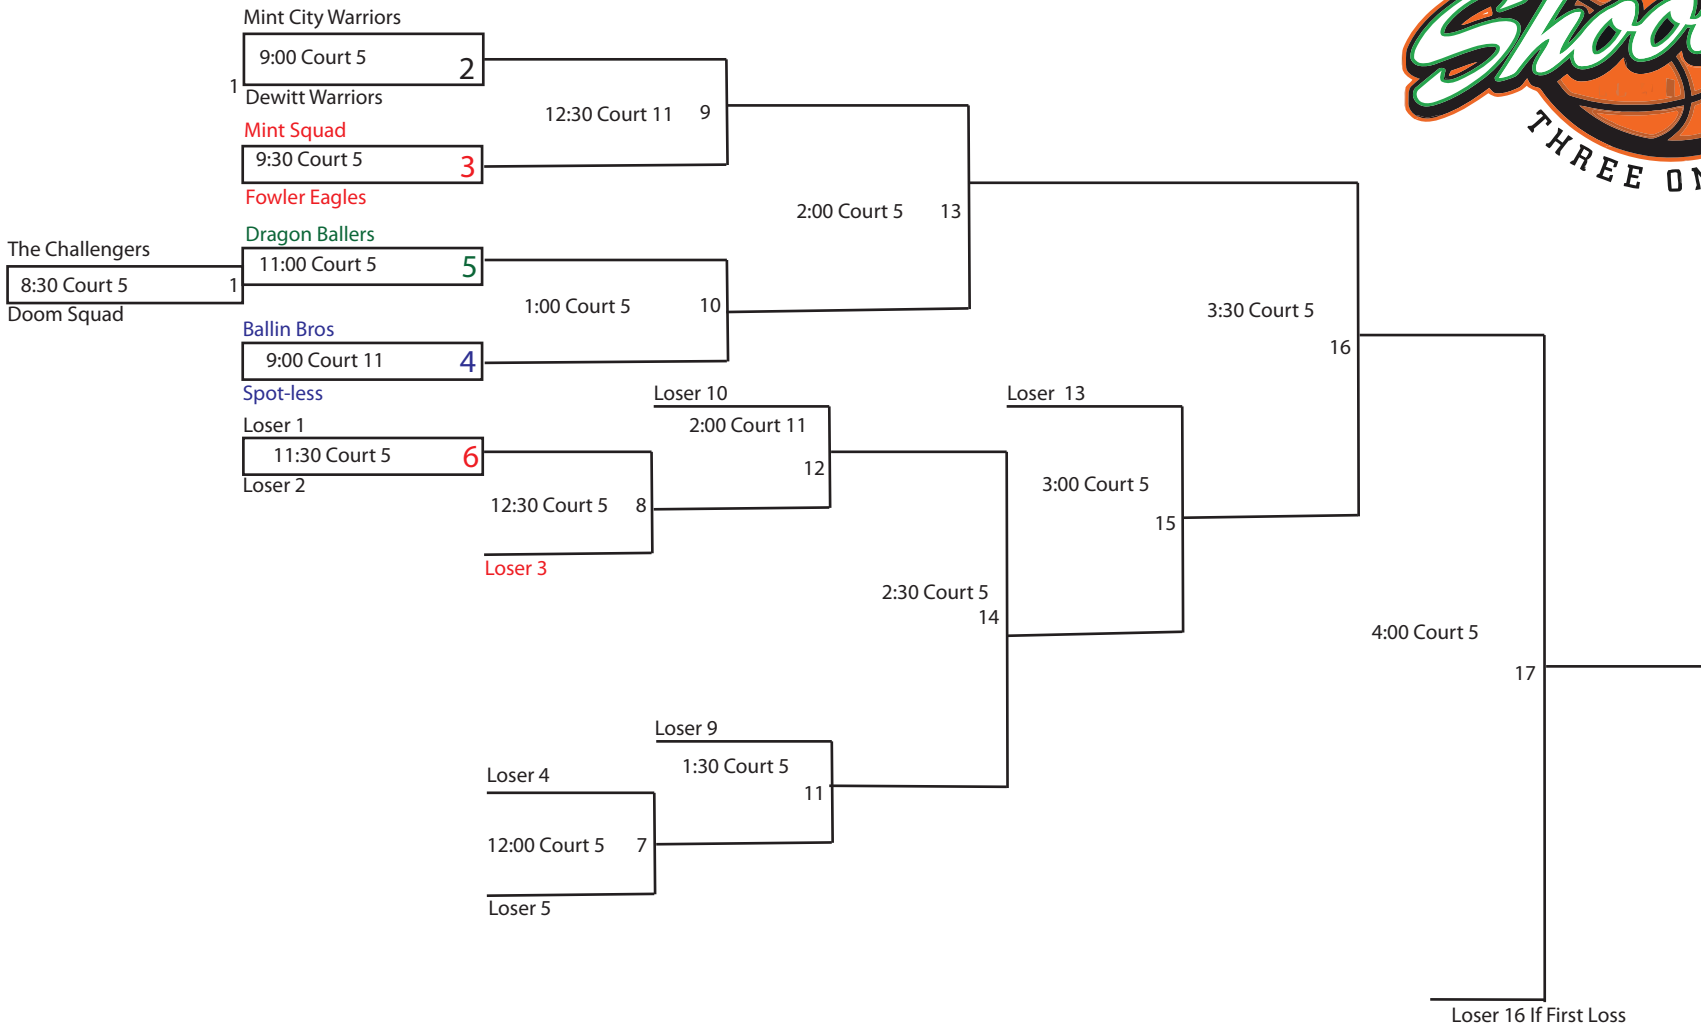 Mint City Warriors
9:00 Court 5 2
1
Dewitt Warriors
Mint Squad
9:30 Court 5 3
Fowler Eagles
12:30 Court 11 9
Dragon Ballers
11:00 Court 5 5
The Challengers
8:30 Court 5 1
Doom Squad
Ballin Bros
9:00 Court 11 4
Spot-less
1:00 Court 5 10
2:00 Court 5 13
Loser 1
11:30 Court 5 6
Loser 2
12:30 Court 5 8
Loser 3
Loser 10
2:00 Court 11
12
Loser 13
3:00 Court 5
15
3:30 Court 5
16
2:30 Court 5
14
Loser 9
1:30 Court 5
11
Loser 4
12:00 Court 5 7
Loser 5
4:00 Court 5
17
Loser 16 If First Loss
THREE ON